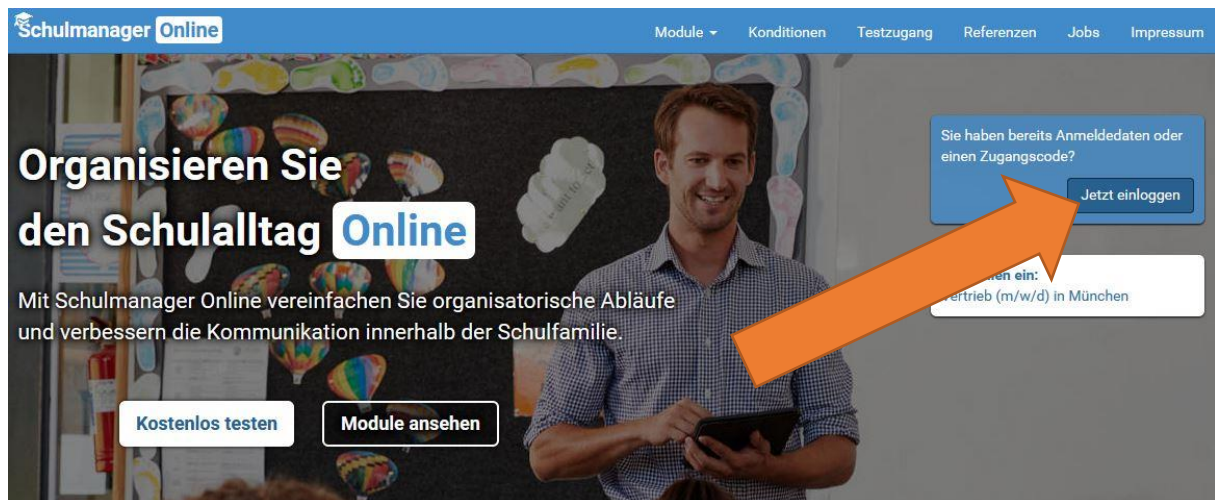 Schulmanager Online
Module Konditionen Testzugang Referenzen Jobs Impressum
Organisieren Sie
den Schulalltag Online
Mit Schulmanager Online vereinfachen Sie organisatorische Abläufe
und verbessern die Kommunikation innerhalb der Schulfamilie.
Kostenlos testen Module ansehen
Sie haben bereits Anmeldedaten oder
einen Zugangscode?
Jetzt einloggen
ein:
(m/w/d) in München